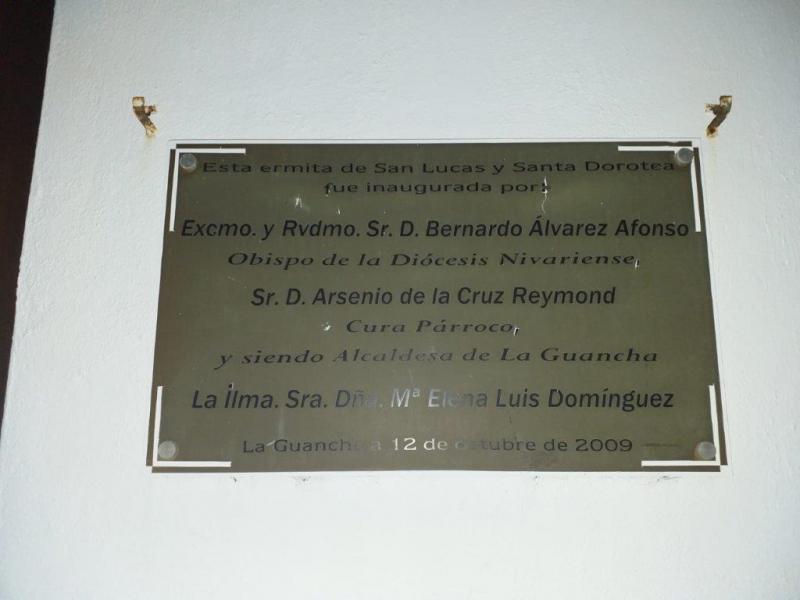 Esta ermita de San Lucas y Santa Dorotea
fue inaugurada por:
Excmo. y Rvdmo. Sr. D. Bernardo Álvarez Afonso
Obispo de la Diócesis Nivariense,
Sr. D. Arsenio de la Cruz Reymond
Cura Párroco,
y siendo Alcaldesa de La Guancha
La Ilma. Sra. Dña. Mª Elena Luis Domínguez
La Guancha a 12 de octubre de 2009